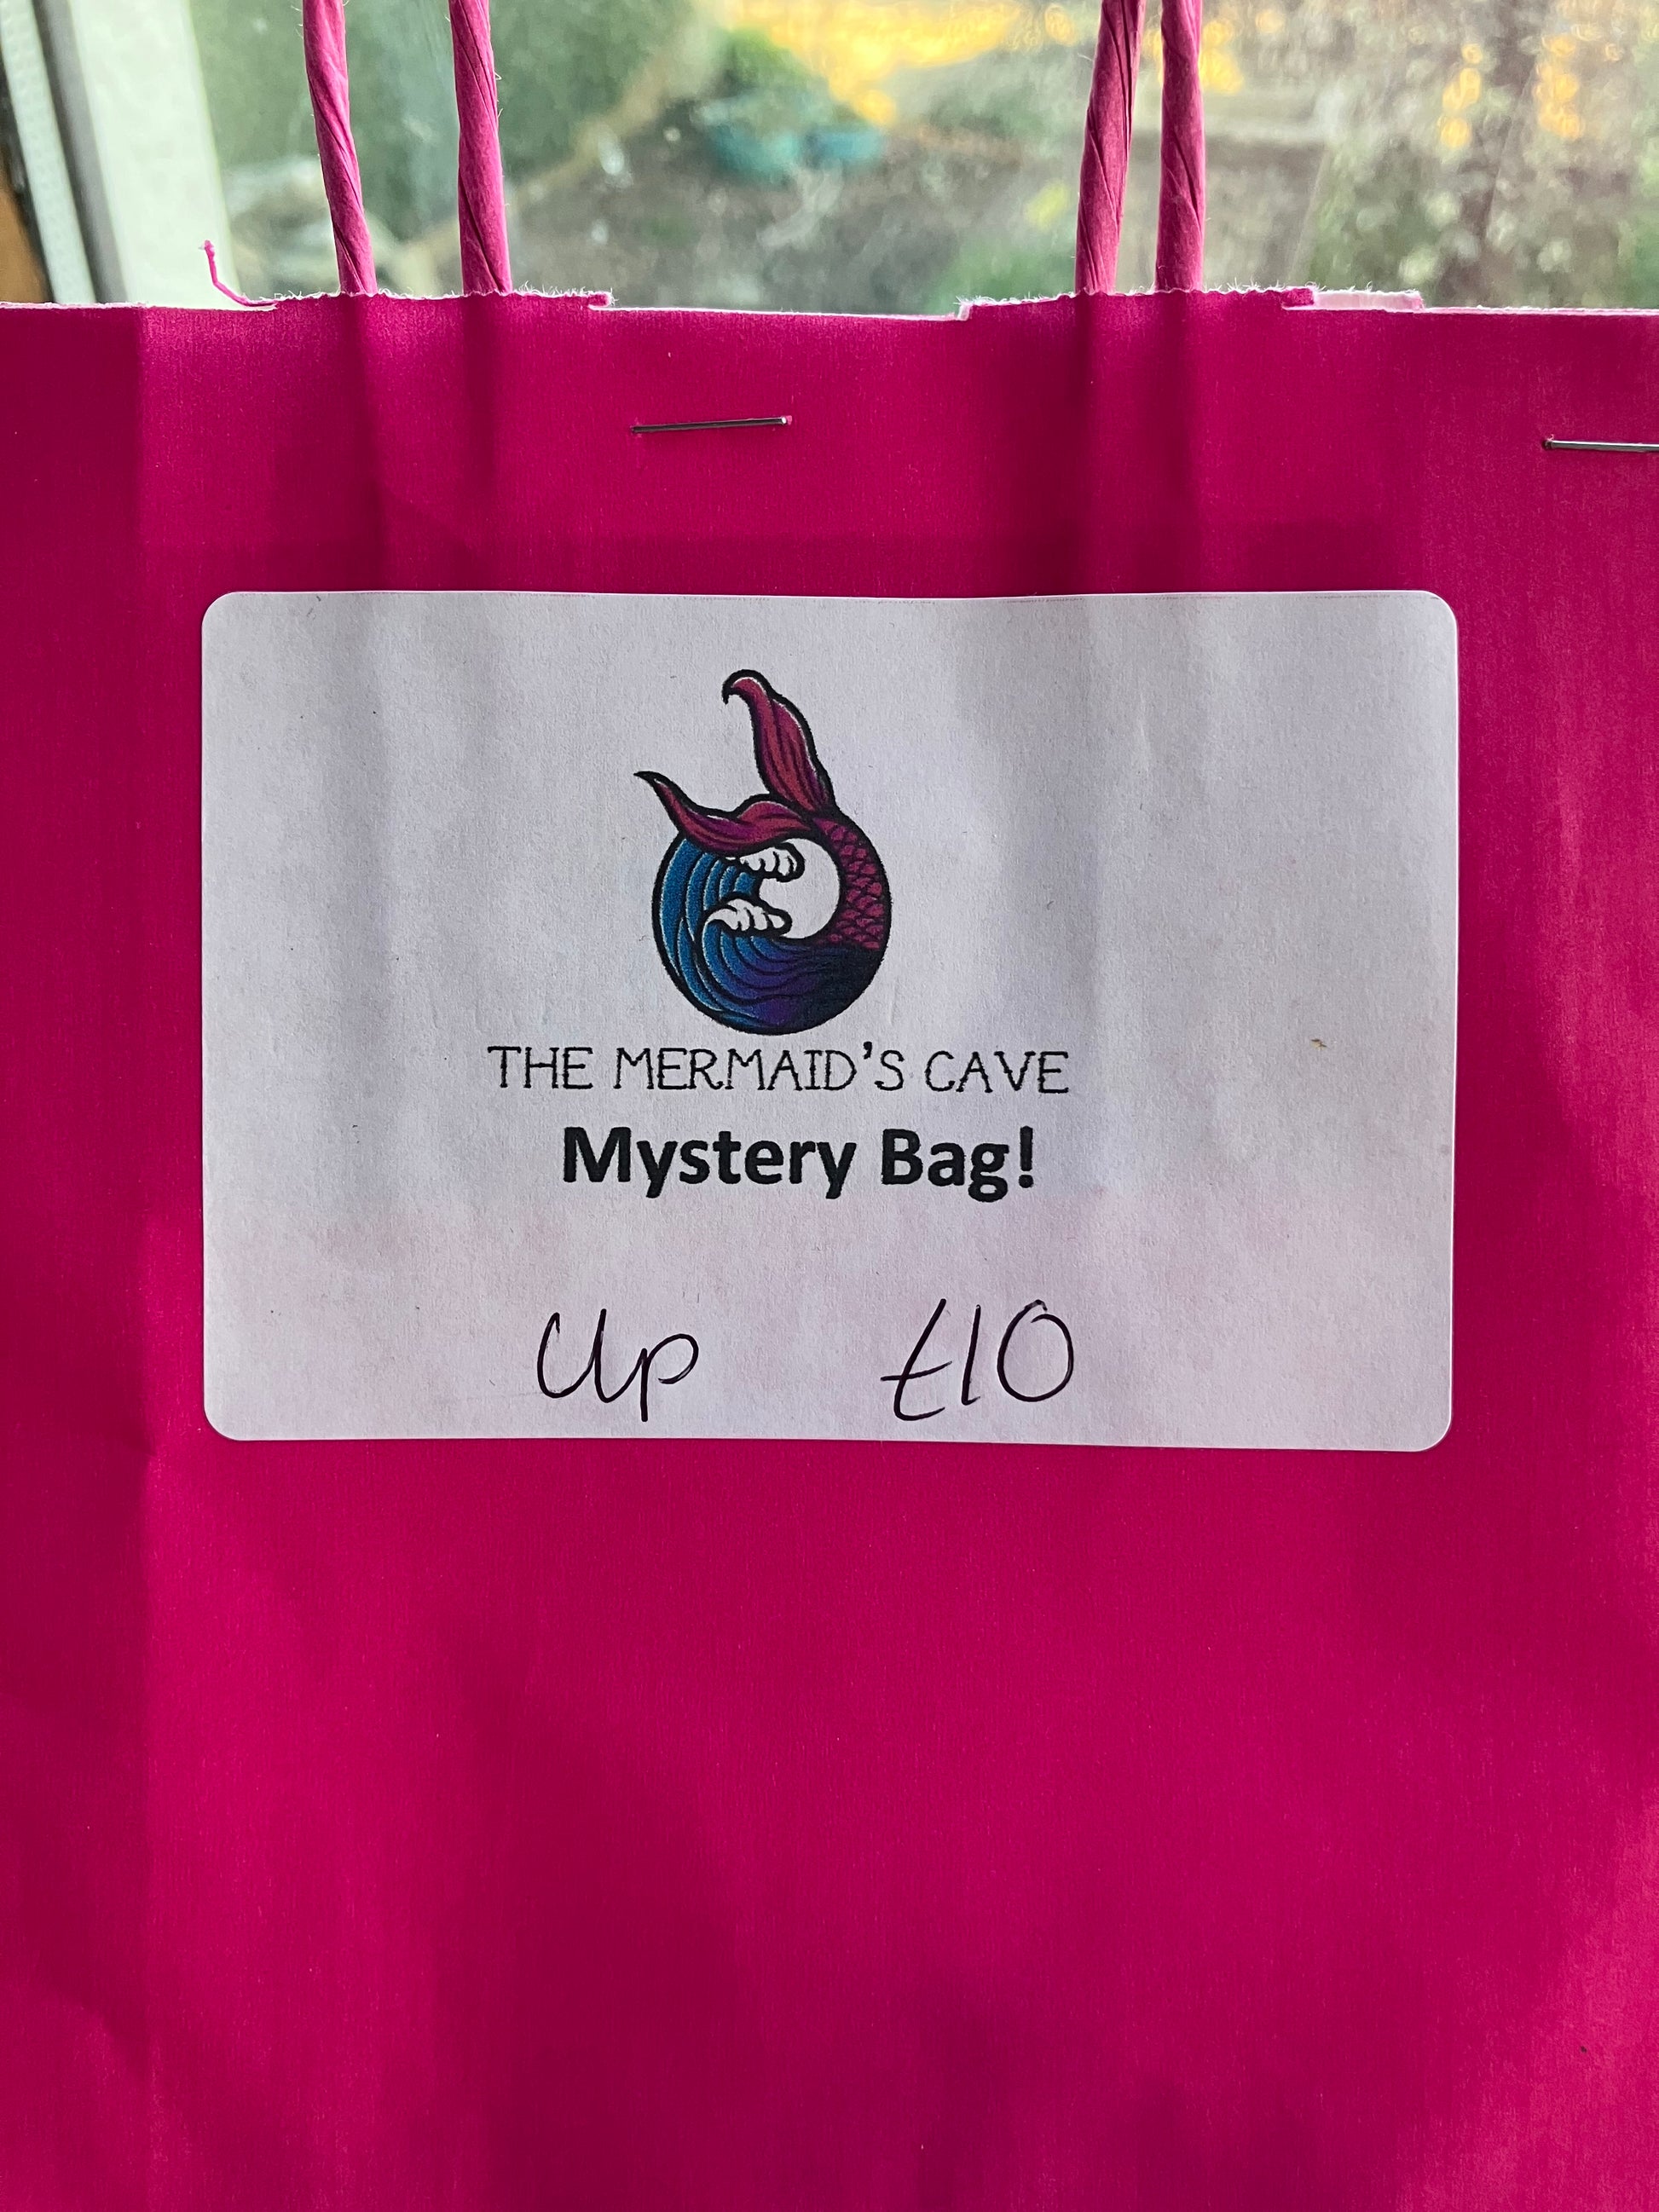 THE MERMAID'S CAVE
Mystery Bag!
Up £10